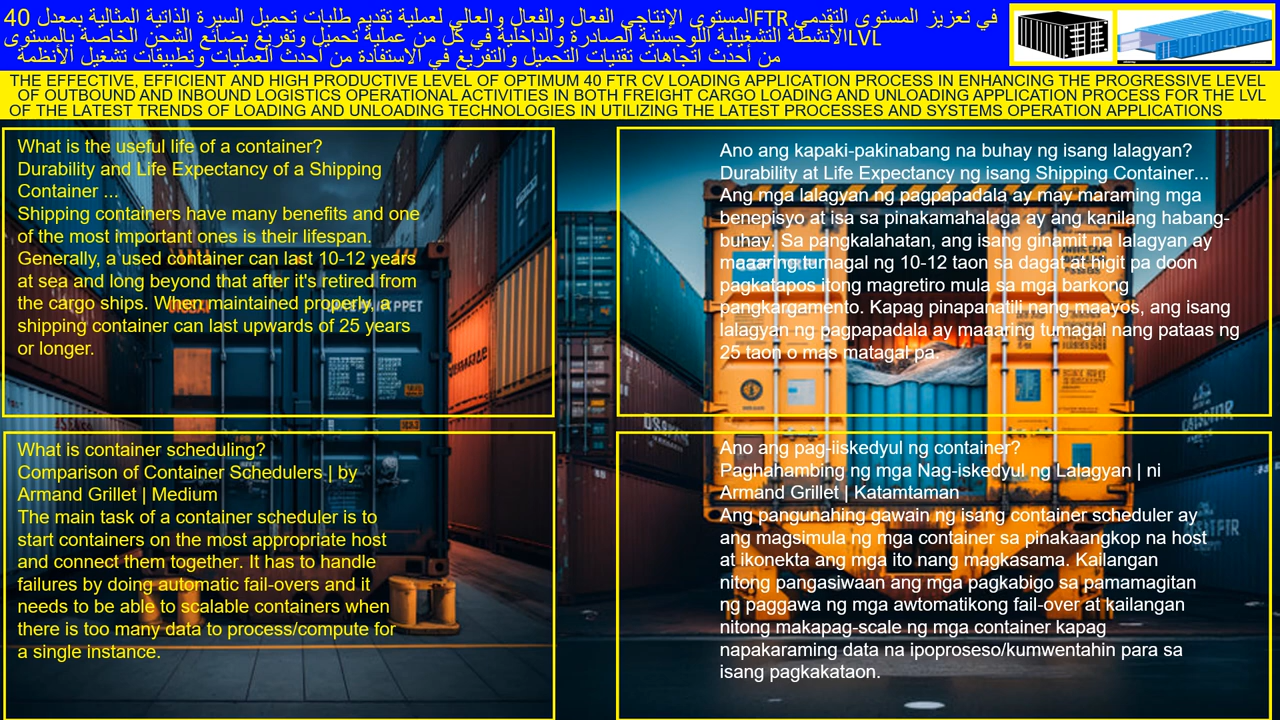 في تعزيز المستوى التقدمي FTRالمستوى الإنتاجي الفعال والفعال والعالي لعملية تقديم طلبات تحميل السيرة الذاتية المثالية بمعدل 40
LVLالأنشطة التشغيلية اللوجستية الصادرة والداخلية في كل من عملية تحميل وتفريغ بضائع الشحن الخاصة بالمستوى
من أحدث اتجاهات تقنيات التحميل والتفريغ في الاستفادة من أحدث العمليات وتطبيقات تشغيل الأنظمة
THE EFFECTIVE, EFFICIENT AND HIGH PRODUCTIVE LEVEL OF OPTIMUM 40 FTR CV LOADING APPLICATION PROCESS IN ENHANCING THE PROGRESSIVE LEVEL
OF OUTBOUND AND INBOUND LOGISTICS OPERATIONAL ACTIVITIES IN BOTH FREIGHT CARGO LOADING AND UNLOADING APPLICATION PROCESS FOR THE LVL
OF THE LATEST TRENDS OF LOADING AND UNLOADING TECHNOLOGIES IN UTILIZING THE LATEST PROCESSES AND SYSTEMS OPERATION APPLICATIONS
What is the useful life of a container?
Durability and Life Expectancy of a Shipping
Container ...
Shipping containers have many benefits and one
of the most important ones is their lifespan.
Generally, a used container can last 10-12 years
at sea and long beyond that after it's retired from
the cargo ships. When maintained properly, a
shipping container can last upwards of 25 years
or longer.
Ano ang kapaki-pakinabang na buhay ng isang lalagyan?
Durability at Life Expectancy ng isang Shipping Container...
Ang mga lalagyan ng pagpapadala ay may maraming mga
benepisyo at isa sa pinakamahalaga ay ang kanilang habang-
buhay. Sa pangkalahatan, ang isang ginamit na lalagyan ay
maaaring tumagal ng 10-12 taon sa dagat at higit pa doon
pagkatapos itong magretiro mula sa mga barkong
pangkargamento. Kapag pinapanatili nang maayos, ang isang
lalagyan ng pagpapadala ay maaaring tumagal nang pataas ng
25 taon o mas matagal pa.
What is container scheduling?
Comparison of Container Schedulers | by
Armand Grillet | Medium
The main task of a container scheduler is to
start containers on the most appropriate host
and connect them together. It has to handle
failures by doing automatic fail-overs and it
needs to be able to scalable containers when
there is too many data to process/compute for
a single instance.
Ano ang pag-iiskedyul ng container?
Paghahambing ng mga Nag-iskedyul ng Lalagyan | ni
Armand Grillet | Katamtaman
Ang pangunahing gawain ng isang container scheduler ay
ang magsimula ng mga container sa pinakaangkop na host
at ikonekta ang mga ito nang magkasama. Kailangan
nitong pangasiwaan ang mga pagkabigo sa pamamagitan
ng paggawa ng mga awtomatikong fail-over at kailangan
nitong makapag-scale ng mga container kapag
napakaraming data na ipoproseso/kumwentahin para sa
isang pagkakataon.